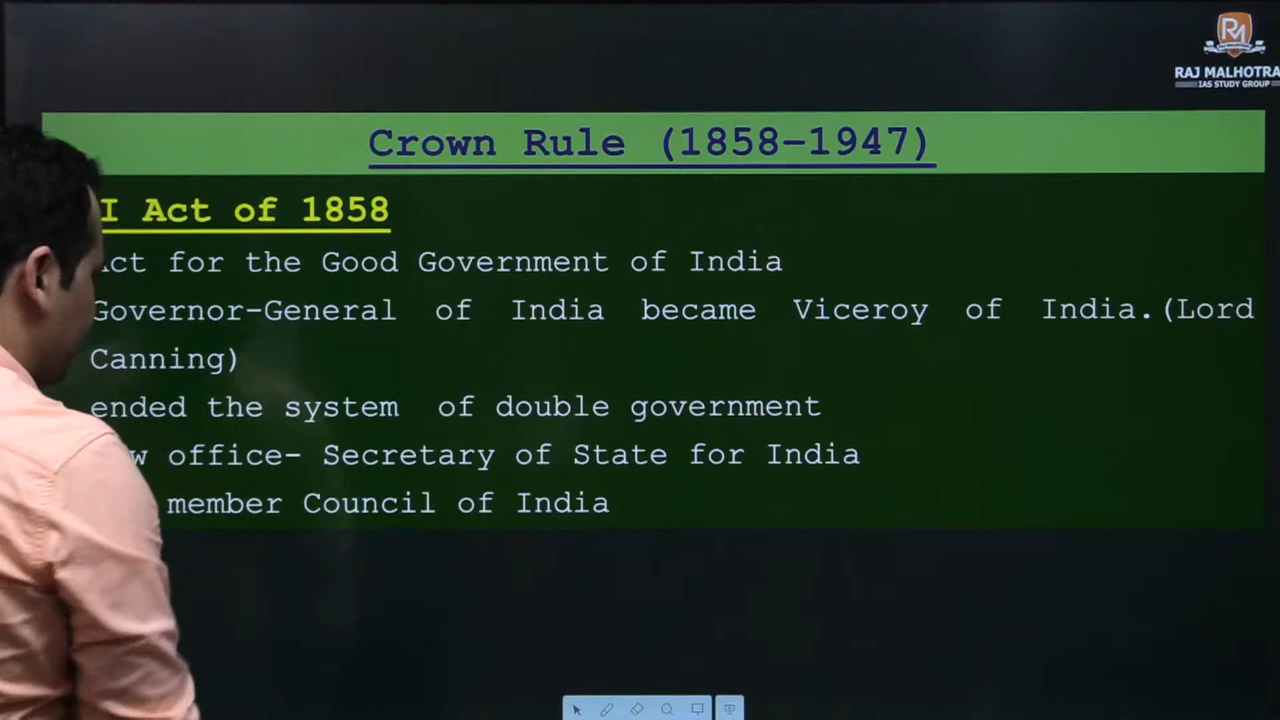 RAJ MALHOTRA
IAS STUDY GROUP
Crown Rule (1858-1947)
I Act of 1858
Act for the Good Government of India
Governor-General of India became Viceroy of India.(Lord
Canning)
ended the system of double government
office- Secretary of State for India
member Council of India